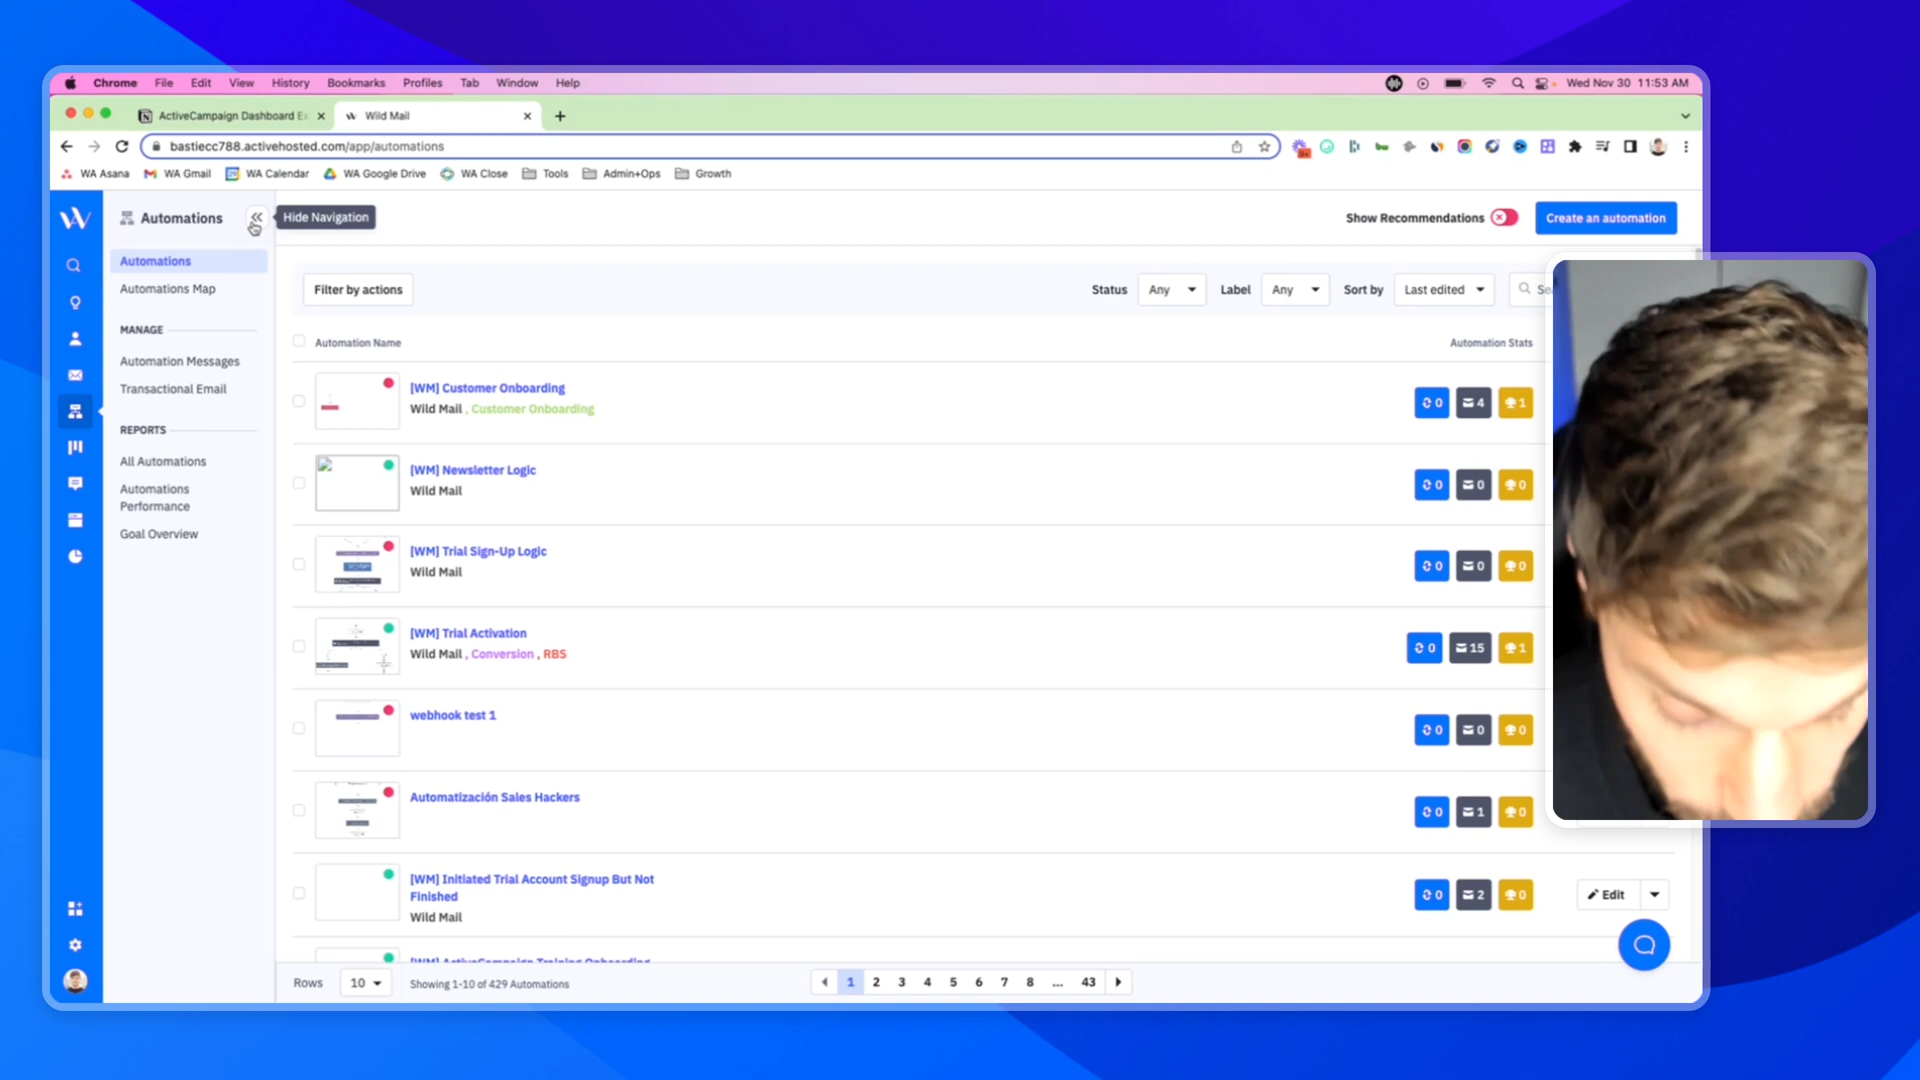 Chrome File Edit View History Bookmarks Profiles Tab Window Help Wed Nov 30 11:53 AM
ActiveCampaign Dashboard Ex Wild Mail
bastiecc788.activehosted.com/app/automations
WA Asana WA Gmail WA Calendar WA Google Drive WA Close Tools Admin+Ops Growth
Automations Hide Navigation Show Recommendations Create an automation
Automations
Automations Map
MANAGE
Automation Messages
Transactional Email
REPORTS
All Automations
Automations
Performance
Goal Overview
Filter by actions Status Any Label Any Sort by Last edited Se
Automation Name Automation Stats
[WM] Customer Onboarding
Wild Mail , Customer Onboarding
0 4 1
[WM] Newsletter Logic
Wild Mail
0 0 0
[WM] Trial Sign-Up Logic
Wild Mail
0 0 0
[WM] Trial Activation
Wild Mail , Conversion , RBS
0 15 1
webhook test 1
0 0 0
Automatización Sales Hackers
0 1 0
[WM] Initiated Trial Account Signup But Not
Finished
Wild Mail
0 2 0 Edit
[WM] ActiveCampaign Training Onboarding
Rows 10 Showing 1-10 of 429 Automations 1 2 3 4 5 6 7 8 ... 43